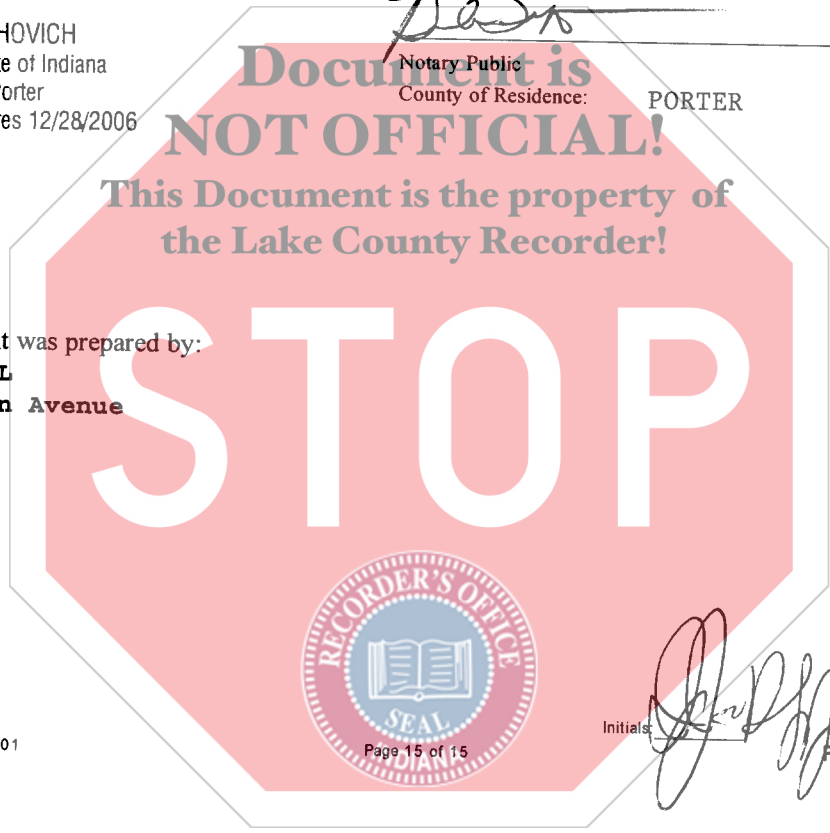 HOVICH
e of Indiana
Porter
es 12/28/2006
Notary Public
County of Residence: PORTER
Document is
NOT OFFICIAL!
This Document is the property of
the Lake County Recorder!
t was prepared by:
L
n Avenue
STOP
RECORDER'S OFFICE
SEAL
INDIANA
Initials:
01
Page 15 of 15